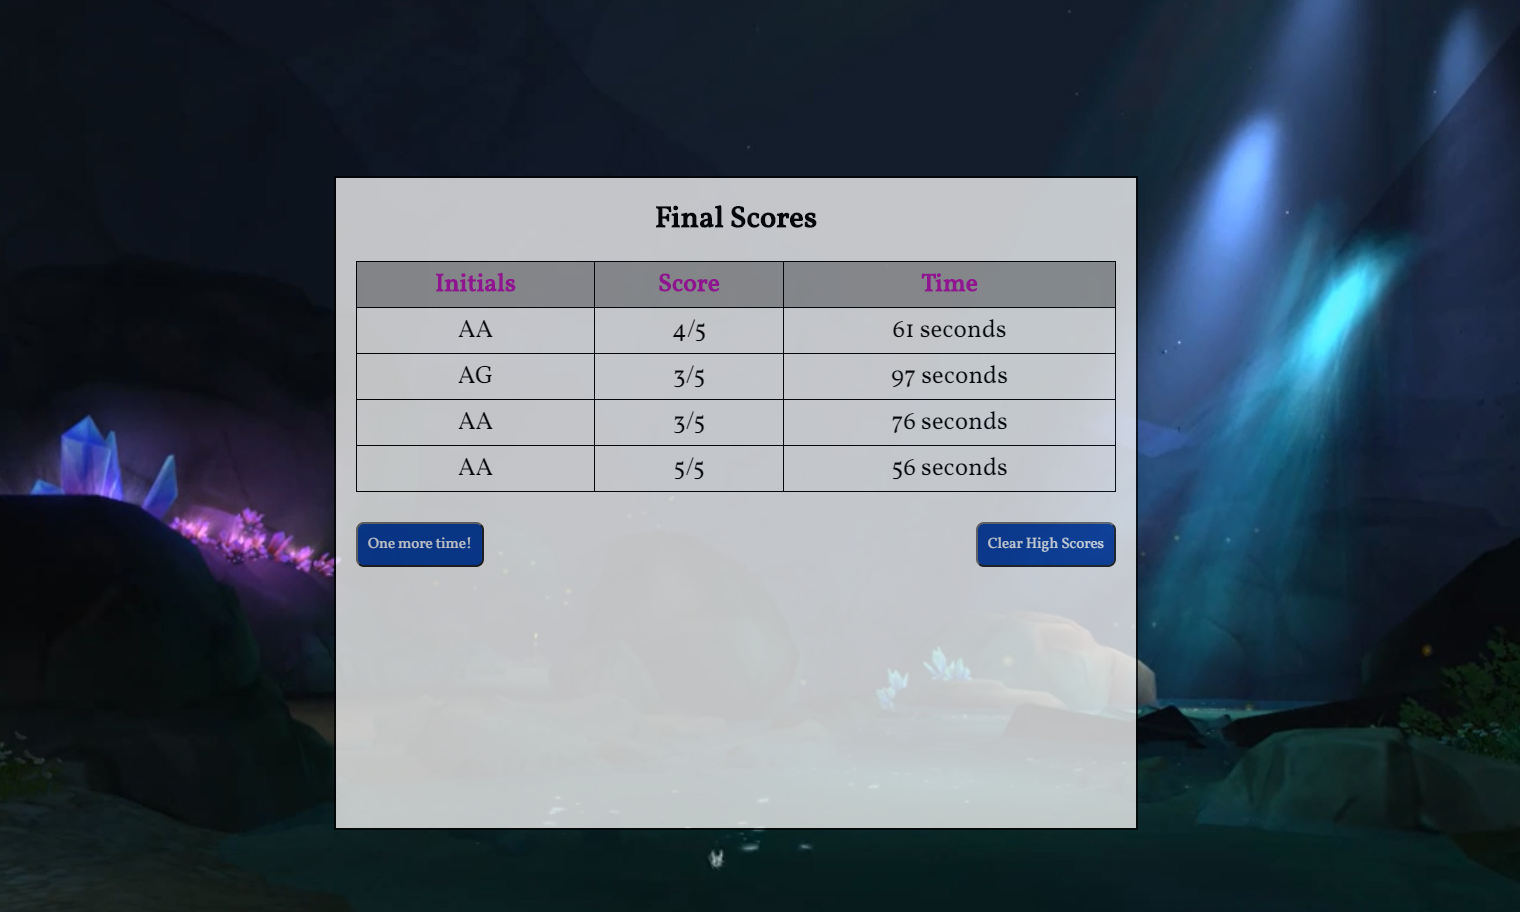 Final Scores
Initials Score Time
AA 4/5 61 seconds
AG 3/5 97 seconds
AA 3/5 76 seconds
AA 5/5 56 seconds
One more time! Clear High Scores